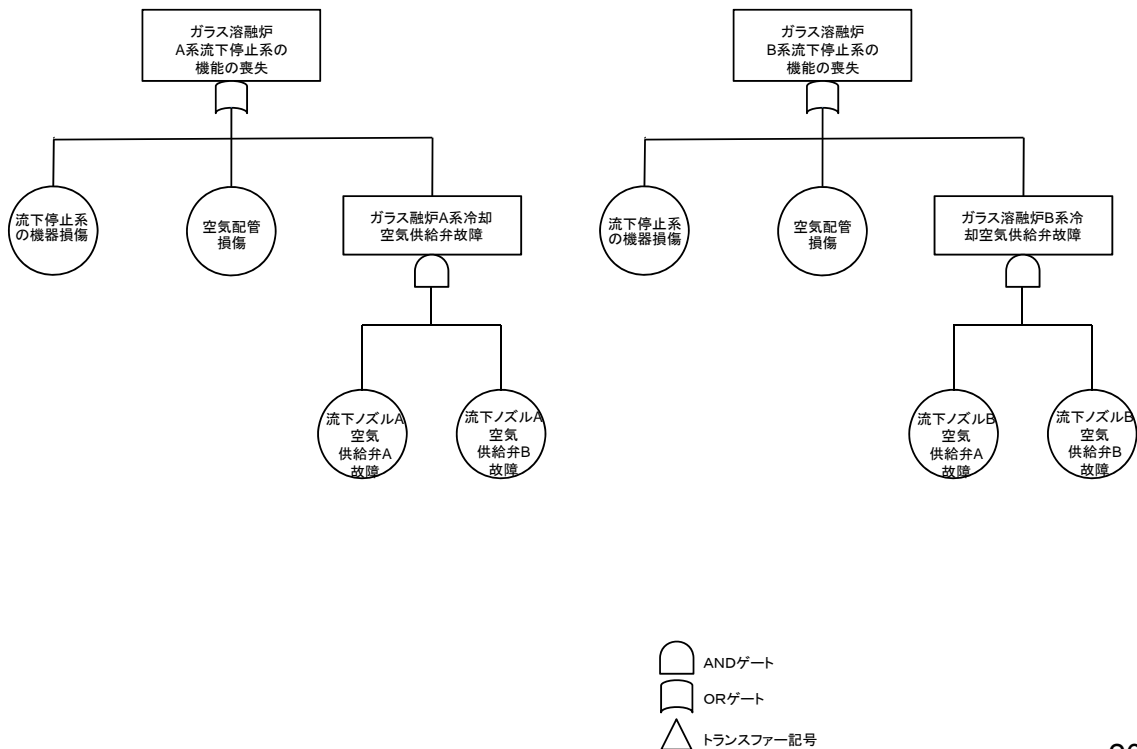 ガラス溶融炉
A系流下停止系の
機能の喪失
ガラス溶融炉
B系流下停止系の
機能の喪失
流下停止系
の機器損傷
空気配管
損傷
ガラス融炉A系冷却
空気供給弁故障
流下停止系
の機器損傷
空気配管
損傷
ガラス溶融炉B系冷
却空気供給弁故障
流下ノズルA
空気
供給弁A
故障
流下ノズルA
空気
供給弁B
故障
流下ノズルB
空気
供給弁A
故障
流下ノズルB
空気
供給弁B
故障
ANDゲート
ORゲート
トランスファー記号